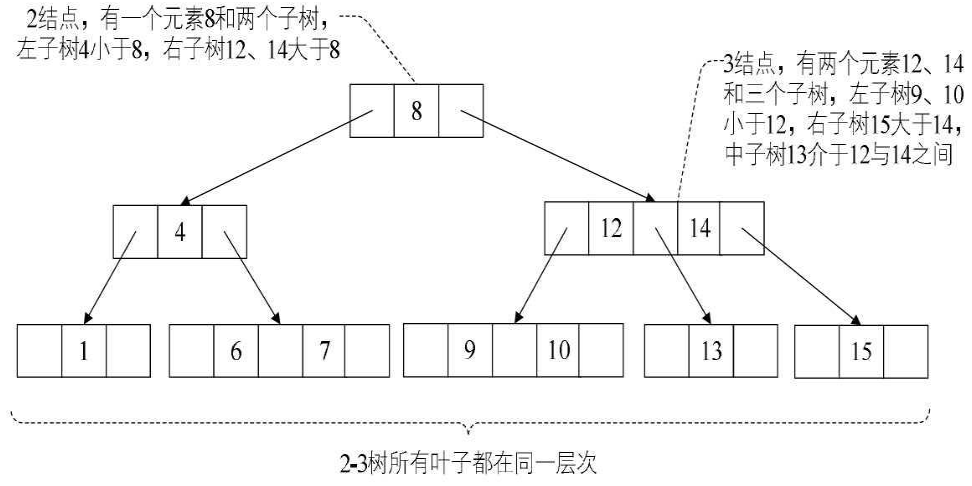 2结点，有一个元素8和两个子树，
左子树4小于8，右子树12、14大于8
3结点，有两个元素12、14
和三个子树，左子树9、10
小于12，右子树15大于14，
中子树13介于12与14之间
8
4
12 14
1
6 7
9 10
13
15
2-3树所有叶子都在同一层次